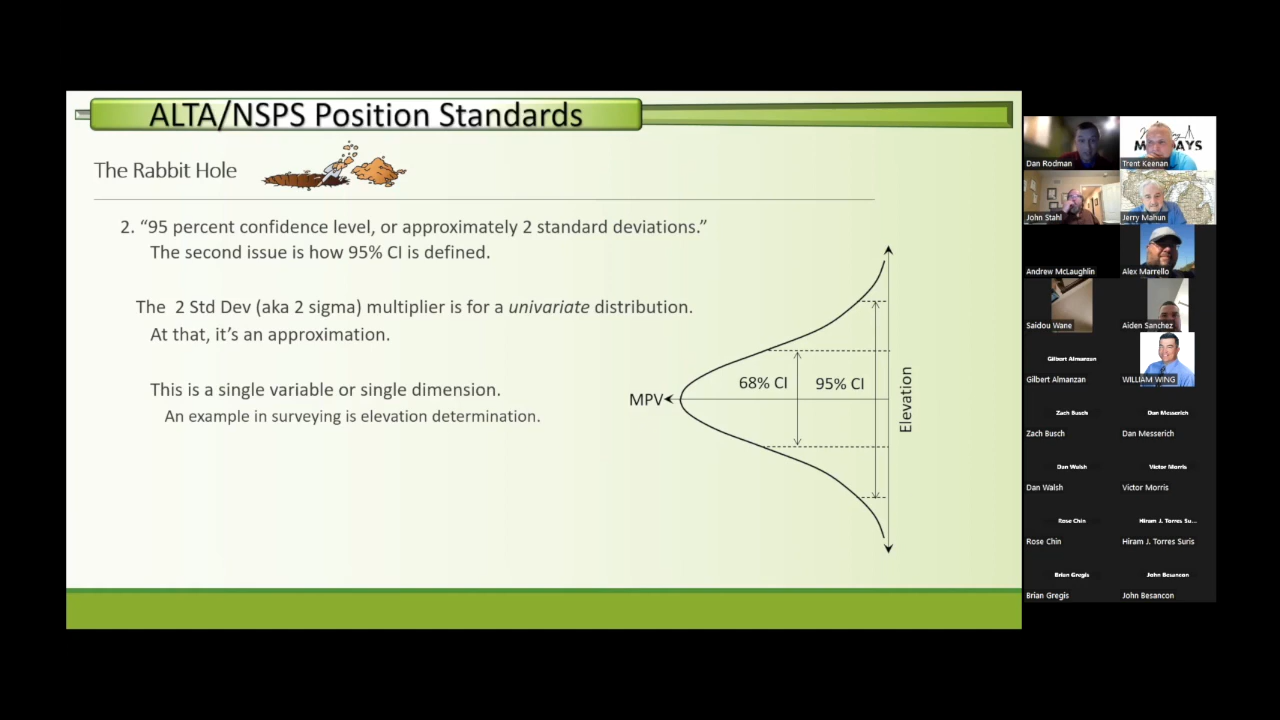 ALTA/NSPS Position Standards
The Rabbit Hole
2. “95 percent confidence level, or approximately 2 standard deviations.”
The second issue is how 95% CI is defined.
The 2 Std Dev (aka 2 sigma) multiplier is for a univariate distribution.
At that, it’s an approximation.
This is a single variable or single dimension.
An example in surveying is elevation determination.
MPV
68% CI
95% CI
Elevation
Dan Rodman
Trent Keenan
John Stahl
Jerry Mahun
Andrew McLaughlin
Alex Marrello
Saidou Wane
Aiden Sanchez
Gilbert Almanzan
Gilbert Almanzan
WILLIAM WING
Zach Busch
Dan Messerich
Zach Busch
Dan Messerich
Dan Walsh
Victor Morris
Dan Walsh
Victor Morris
Rose Chin
Hiram J. Torres Su...
Rose Chin
Hiram J. Torres Suris
Brian Gregis
John Besancon
Brian Gregis
John Besancon